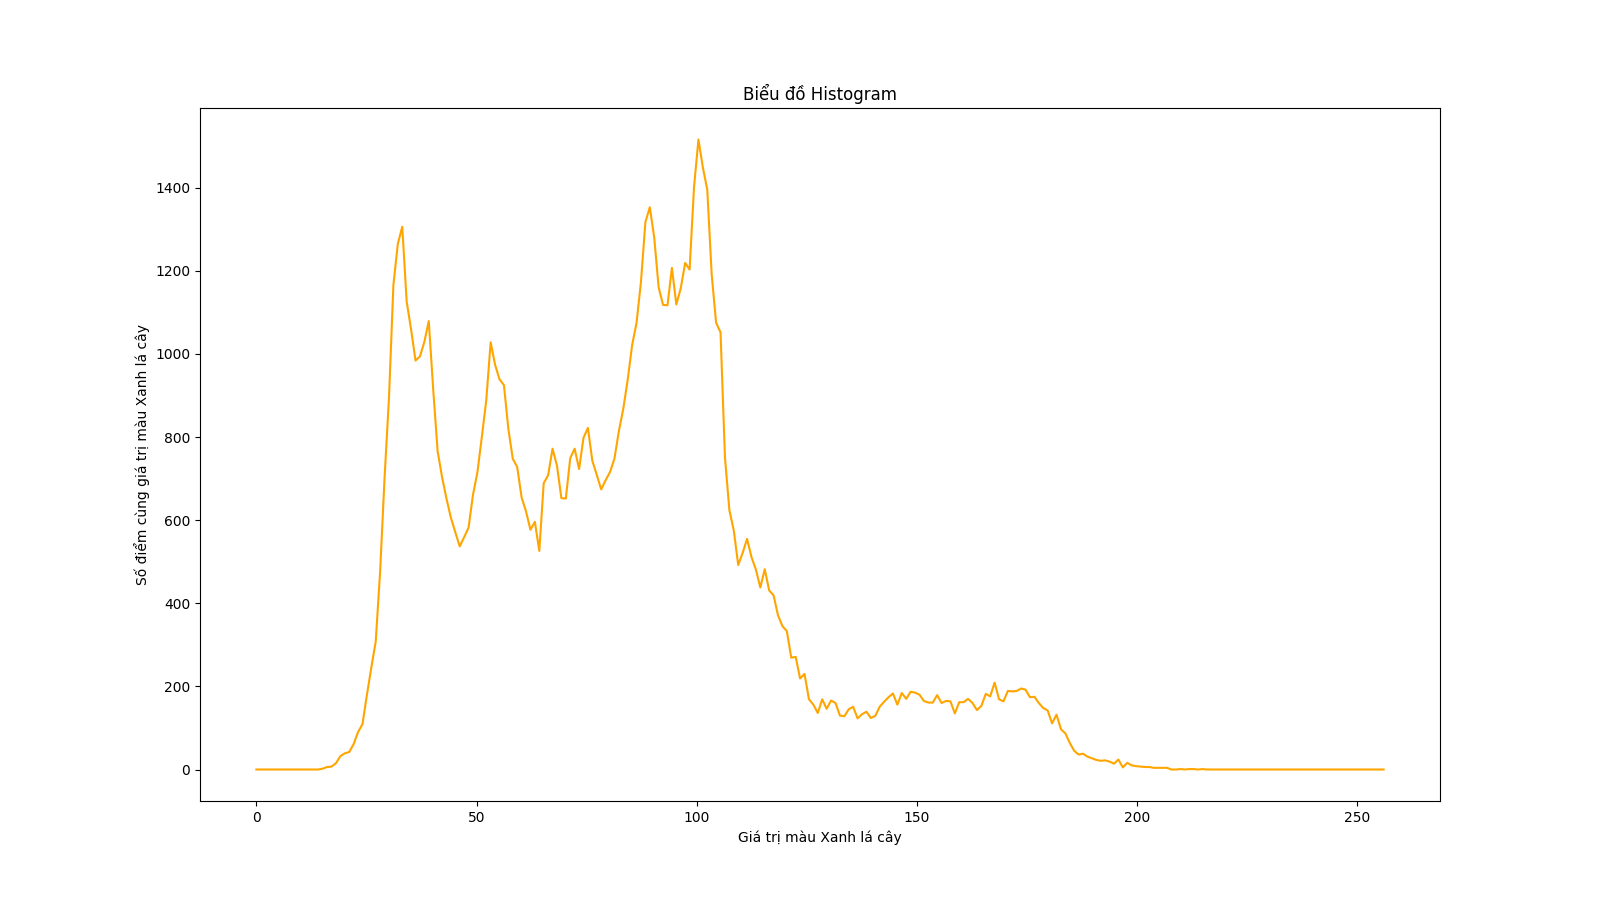 Biểu đồ Histogram
Số điểm cùng giá trị màu Xanh lá cây
1400
1200
1000
800
600
400
200
0
0 50 100 150 200 250
Giá trị màu Xanh lá cây